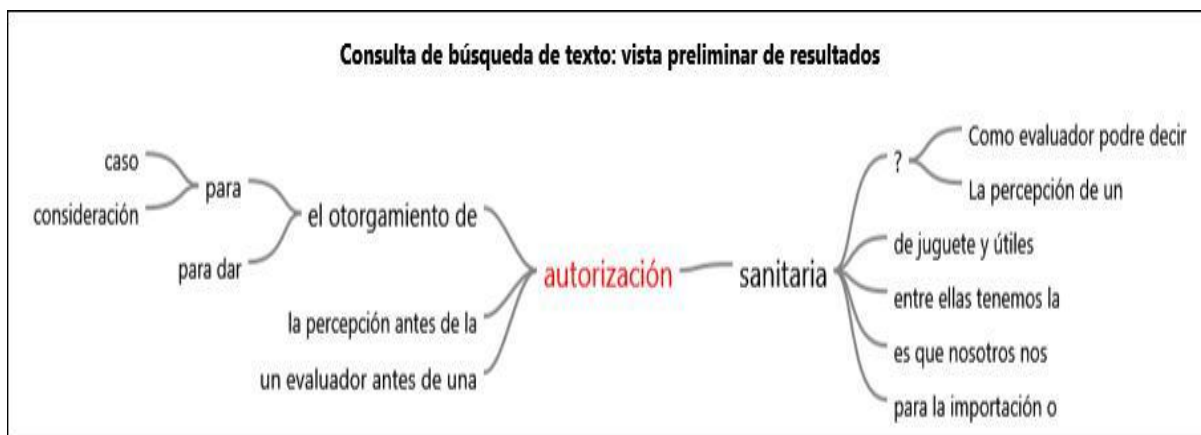 Consulta de búsqueda de texto: vista preliminar de resultados
caso
consideración
para
para dar
el otorgamiento de
la percepción antes de la
un evaluador antes de una
autorización
sanitaria
?
Como evaluador podre decir
La percepción de un
de juguete y útiles
entre ellas tenemos la
es que nosotros nos
para la importación o